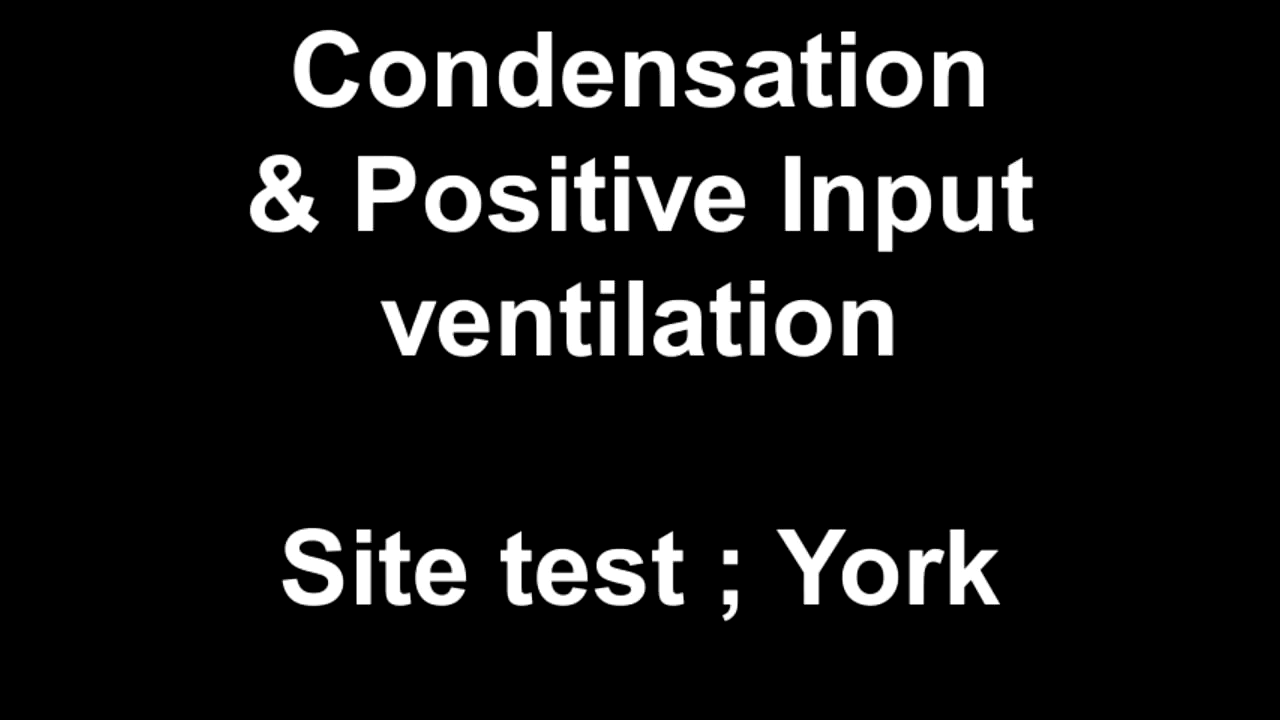 Condensation
& Positive Input
ventilation
Site test ; York